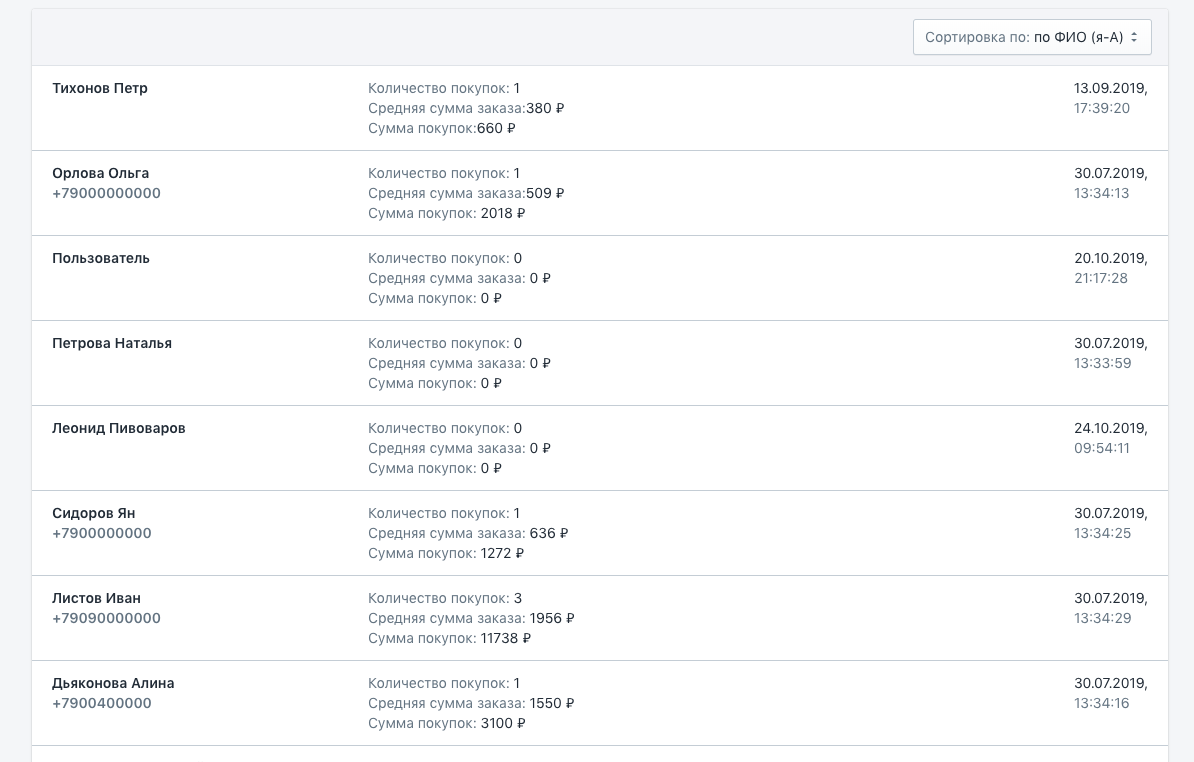 Сортировка по: по ФИО (я-А)
Тихонов Петр
Количество покупок: 1
Средняя сумма заказа:380 ₽
Сумма покупок:660 ₽
13.09.2019,
17:39:20
Орлова Ольга
+79000000000
Количество покупок: 1
Средняя сумма заказа:509 ₽
Сумма покупок: 2018 ₽
30.07.2019,
13:34:13
Пользователь
Количество покупок: 0
Средняя сумма заказа: 0 ₽
Сумма покупок: 0 ₽
20.10.2019,
21:17:28
Петрова Наталья
Количество покупок: 0
Средняя сумма заказа: 0 ₽
Сумма покупок: 0 ₽
30.07.2019,
13:33:59
Леонид Пивоваров
Количество покупок: 0
Средняя сумма заказа: 0 ₽
Сумма покупок: 0 ₽
24.10.2019,
09:54:11
Сидоров Ян
+7900000000
Количество покупок: 1
Средняя сумма заказа: 636 ₽
Сумма покупок: 1272 ₽
30.07.2019,
13:34:25
Листов Иван
+79090000000
Количество покупок: 3
Средняя сумма заказа: 1956 ₽
Сумма покупок: 11738 ₽
30.07.2019,
13:34:29
Дьяконова Алина
+7900400000
Количество покупок: 1
Средняя сумма заказа: 1550 ₽
Сумма покупок: 3100 ₽
30.07.2019,
13:34:16